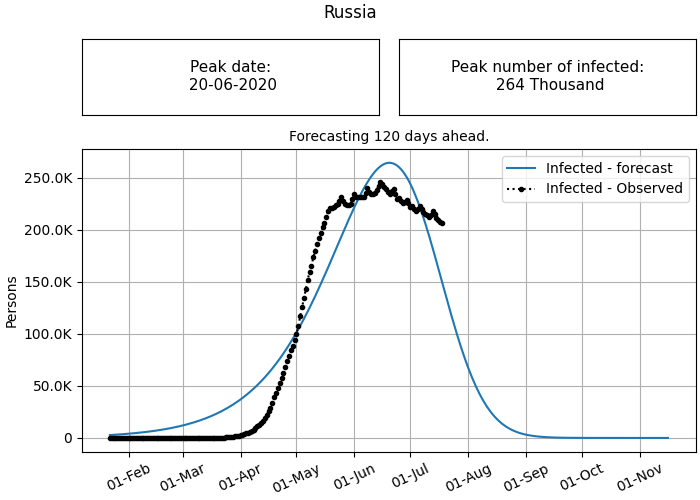 Russia
Peak date:
20-06-2020
Peak number of infected:
264 Thousand
Forecasting 120 days ahead.
Infected - forecast
Infected - Observed
Persons
250.0K
200.0K
150.0K
100.0K
50.0K
0
01-Feb
01-Mar
01-Apr
01-May
01-Jun
01-Jul
01-Aug
01-Sep
01-Oct
01-Nov